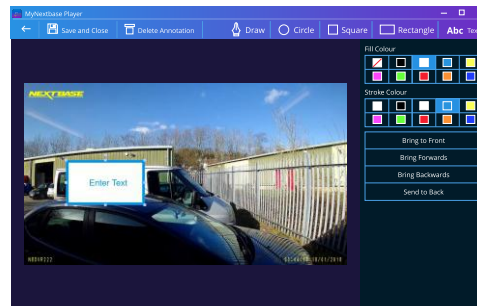 MyNextbase Player
Save and Close
Delete Annotation
Draw
Circle
Square
Rectangle
Abc Tex
Fill Colour
Stroke Colour
Bring to Front
Bring Forwards
Bring Backwards
Send to Back
NEXTBASE
Enter Text